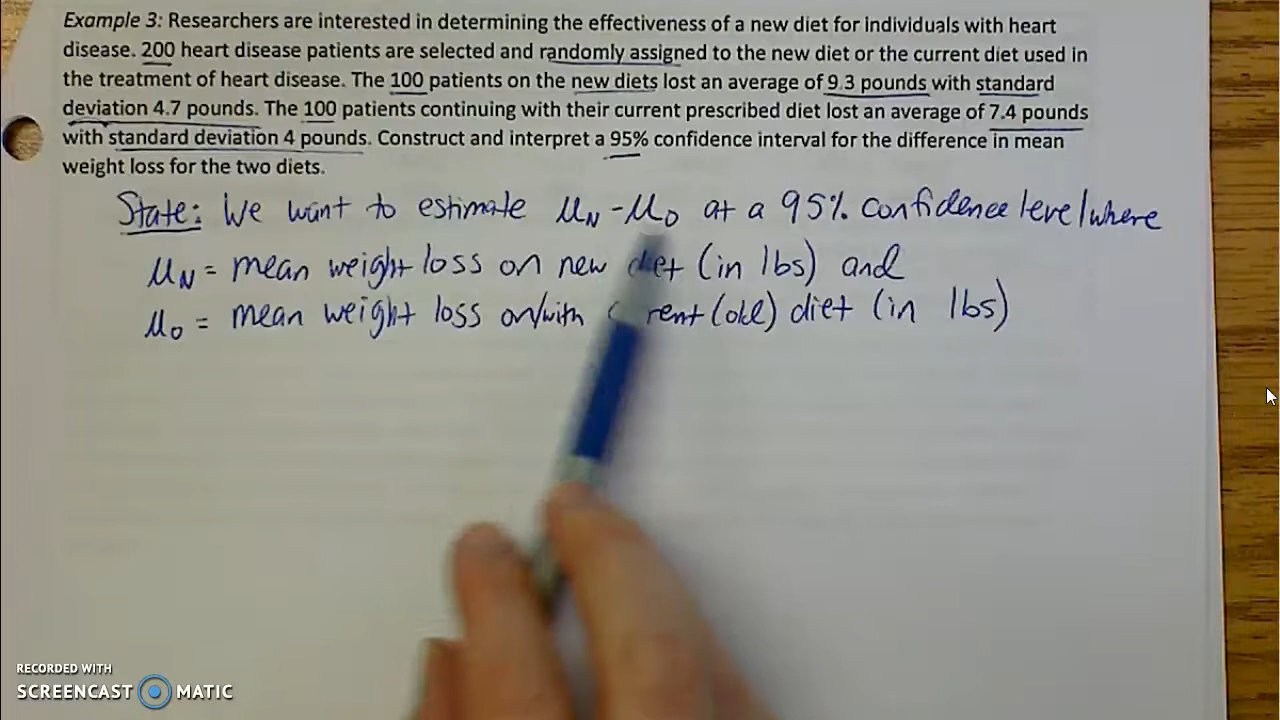 Example 3: Researchers are interested in determining the effectiveness of a new diet for individuals with heart
disease. 200 heart disease patients are selected and randomly assigned to the new diet or the current diet used in
the treatment of heart disease. The 100 patients on the new diets lost an average of 9.3 pounds with standard
deviation 4.7 pounds. The 100 patients continuing with their current prescribed diet lost an average of 7.4 pounds
with standard deviation 4 pounds. Construct and interpret a 95% confidence interval for the difference in mean
weight loss for the two diets.
State: We want to estimate μN - μO at a 95% confidence level where
μN = mean weight loss on new diet (in lbs) and
μO = mean weight loss on/with rent (old) diet (in lbs)
RECORDED WITH
SCREENCAST MATIC